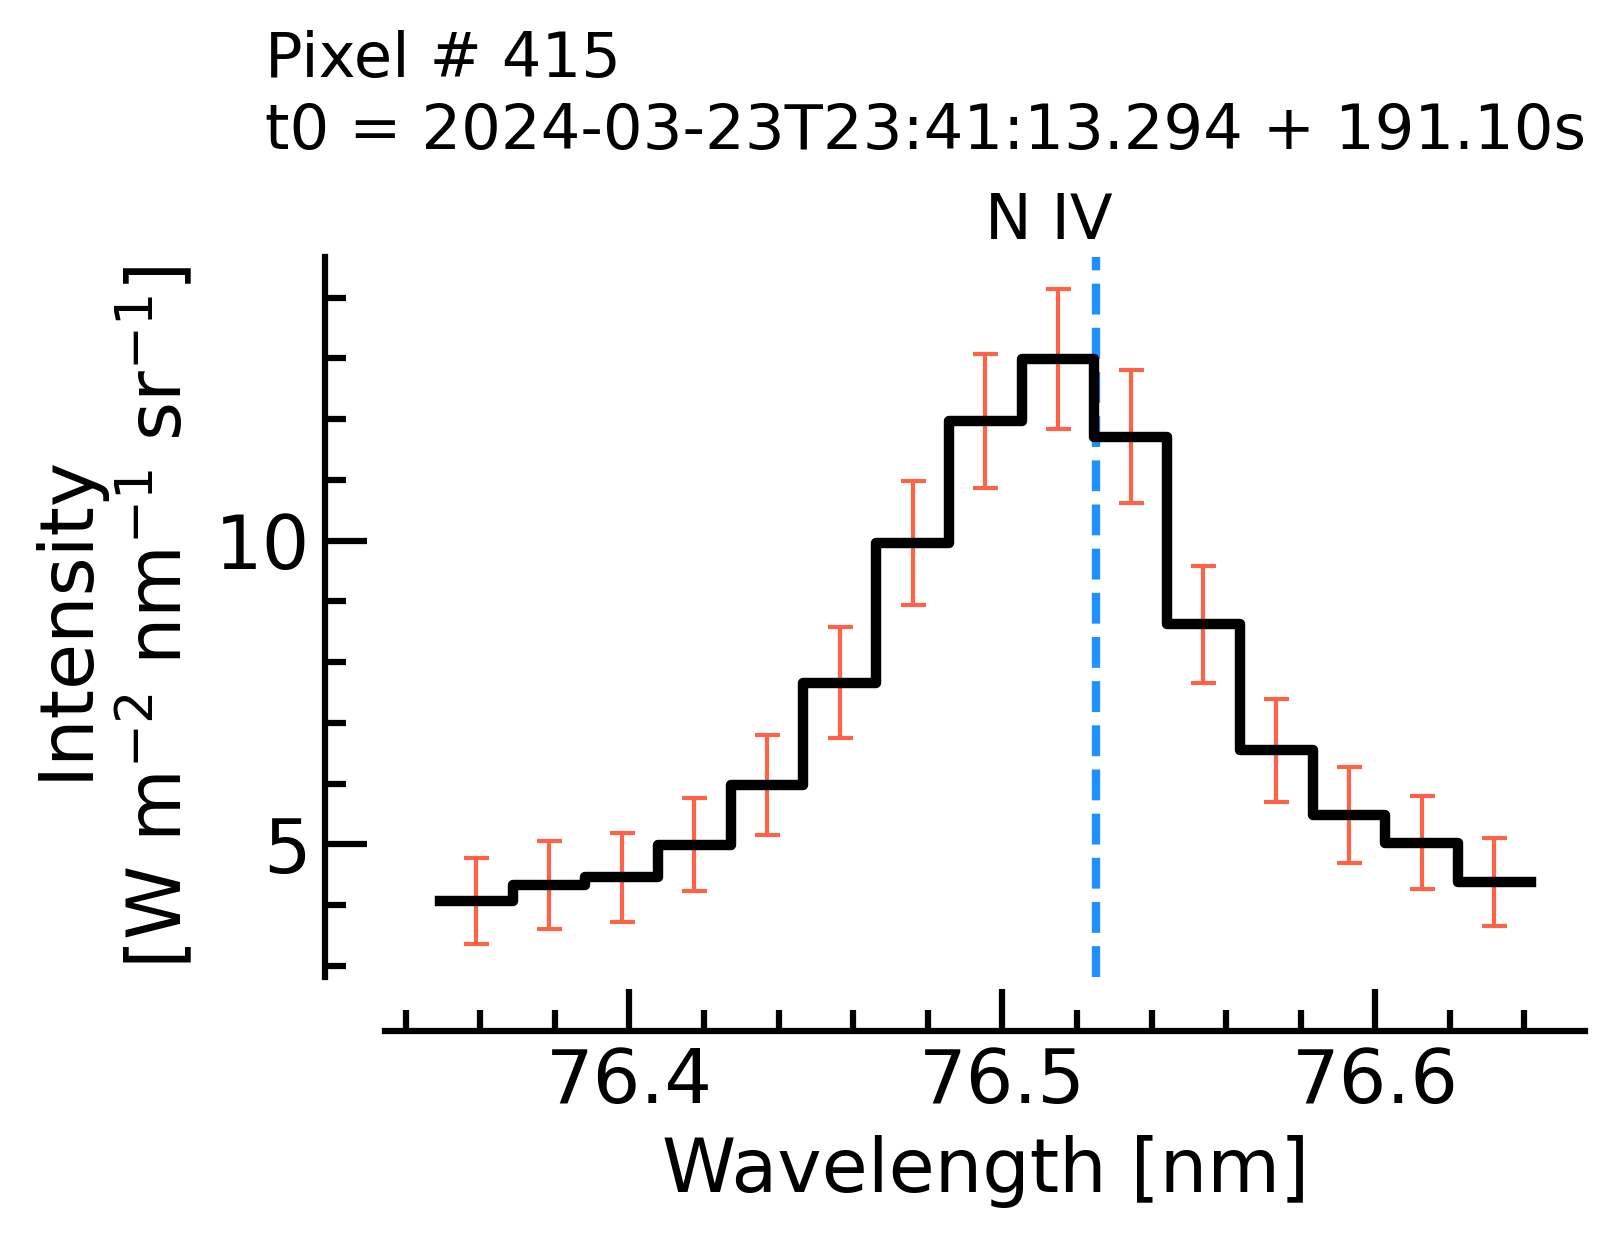 Pixel # 415
t0 = 2024-03-23T23:41:13.294 + 191.10s
N IV
Intensity
[W m⁻² nm⁻¹ sr⁻¹]
10
5
76.4 76.5 76.6
Wavelength [nm]